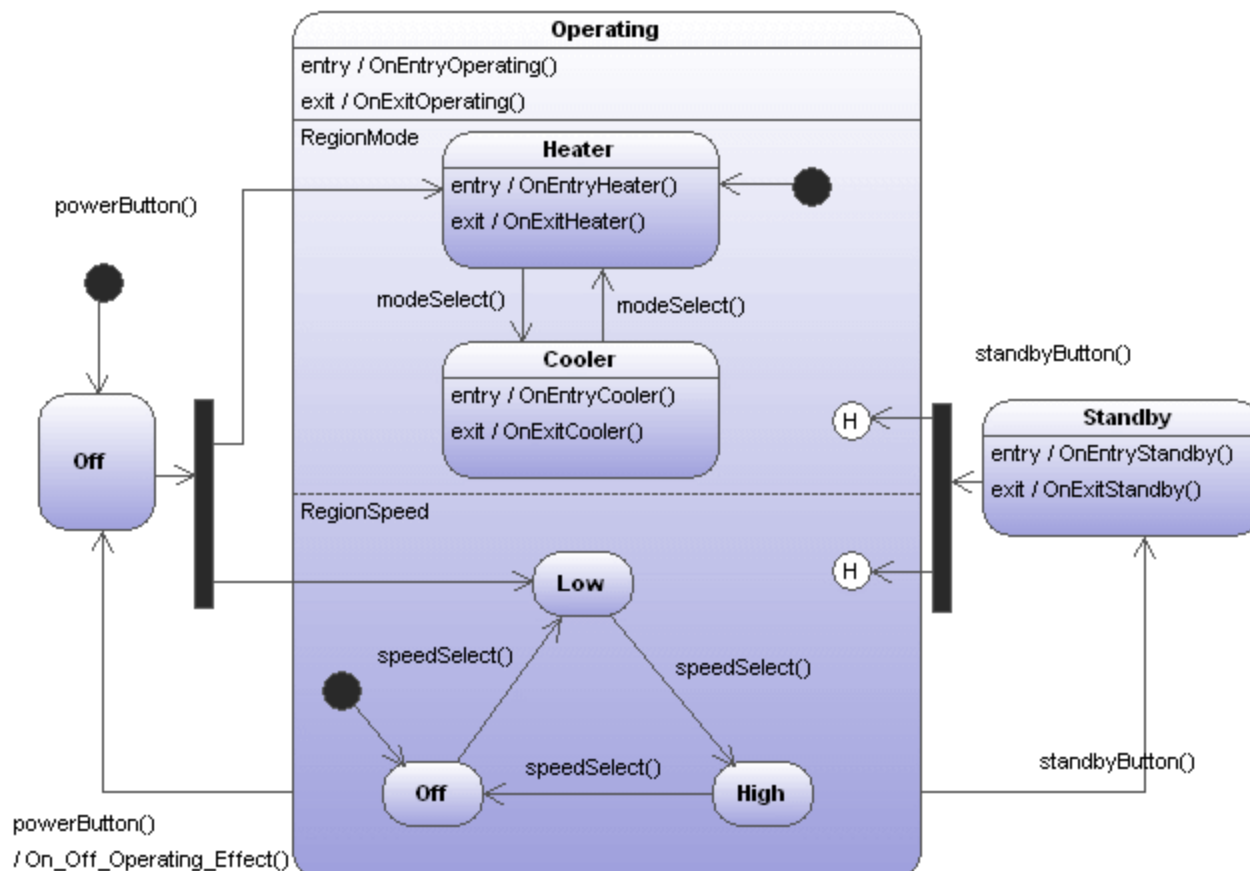 Operating
entry / OnEntryOperating()
exit / OnExitOperating()
RegionMode
Heater
entry / OnEntryHeater()
exit / OnExitHeater()
powerButton()
modeSelect()
modeSelect()
Cooler
entry / OnEntryCooler()
exit / OnExitCooler()
standbyButton()
H
Standby
entry / OnEntryStandby()
exit / OnExitStandby()
Off
RegionSpeed
H
Low
speedSelect()
speedSelect()
speedSelect()
Off
High
standbyButton()
powerButton()
/ On_Off_Operating_Effect()